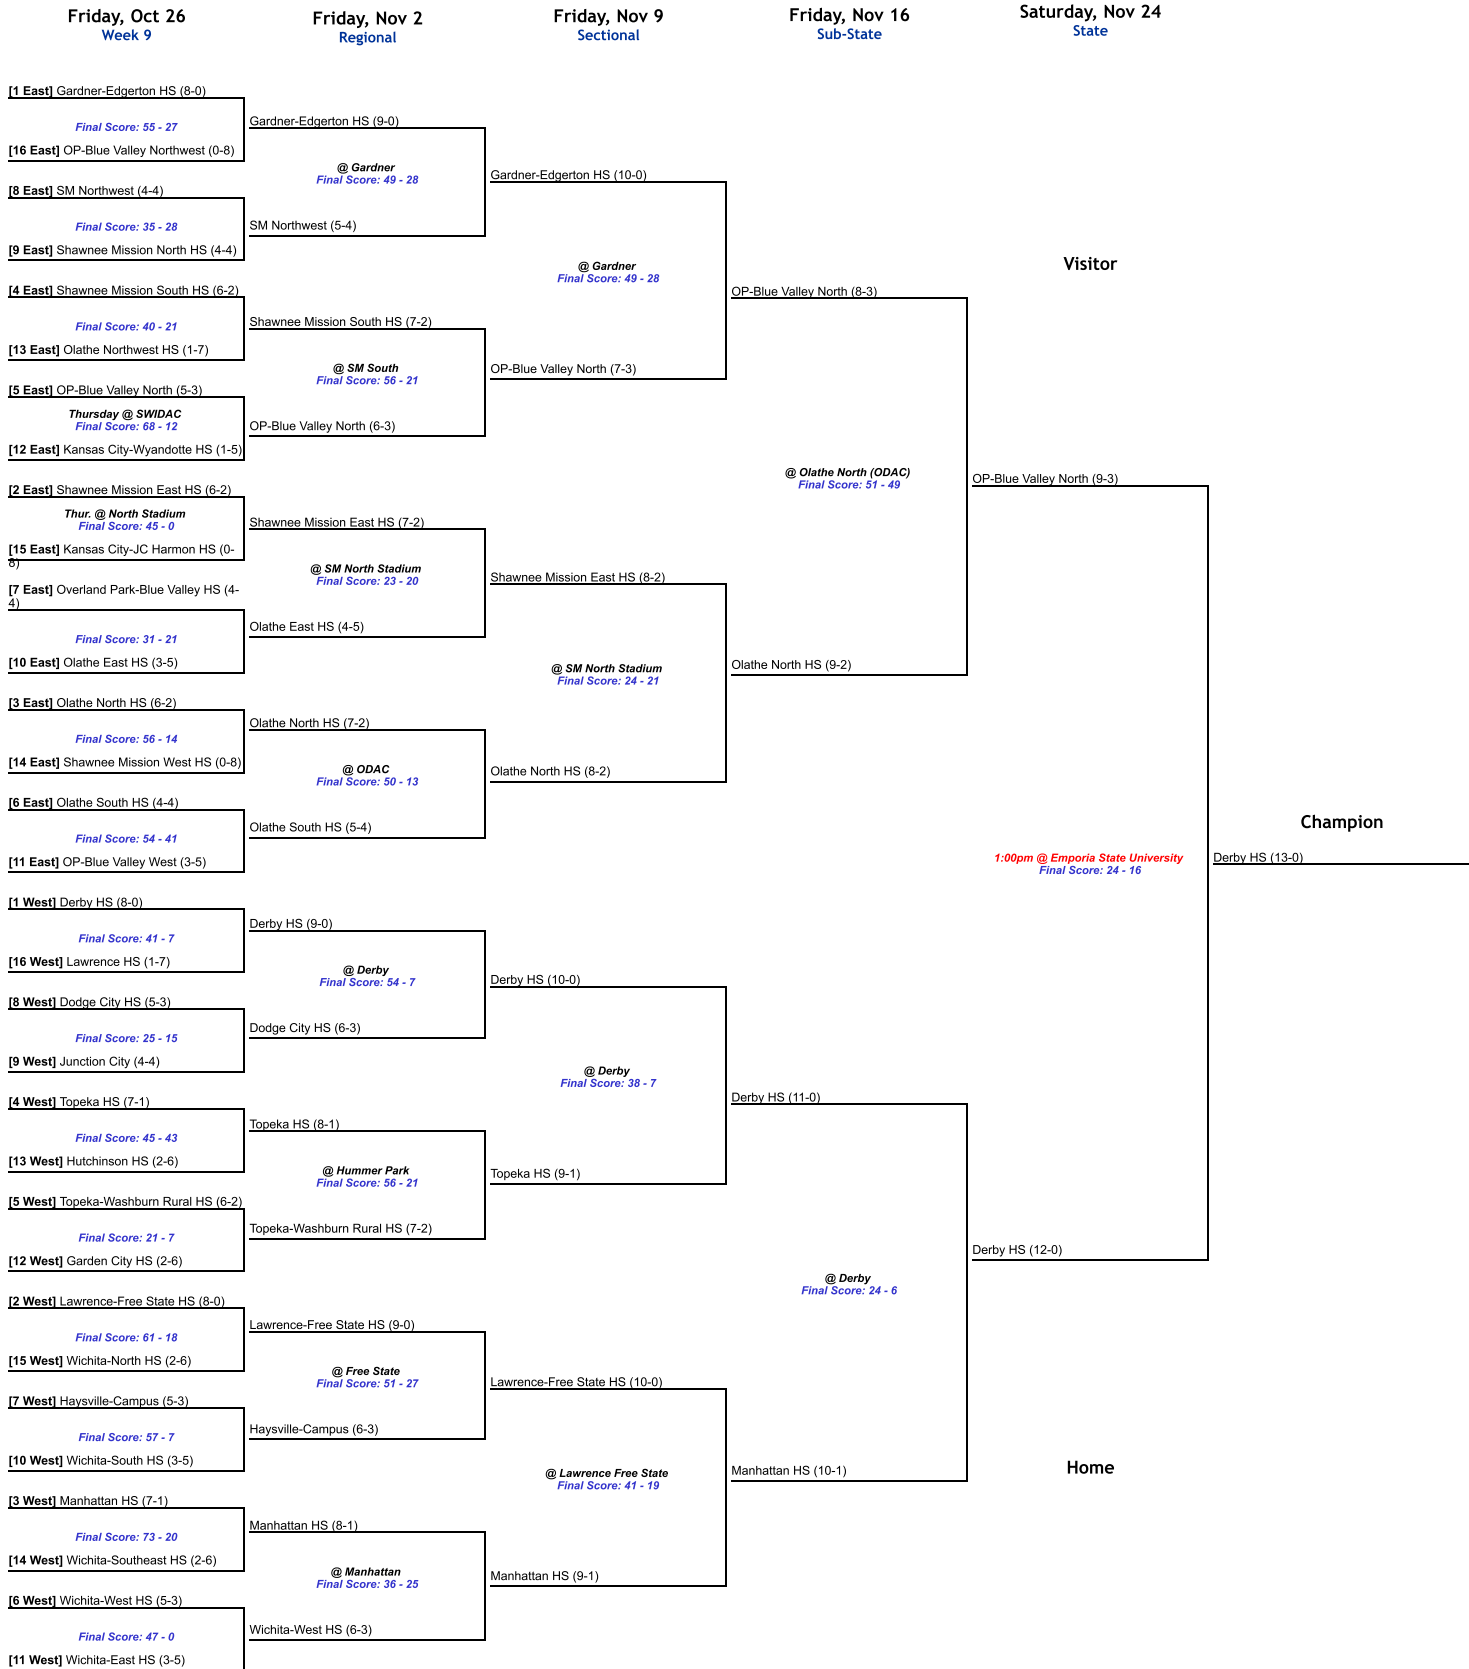 Friday, Oct 26
Week 9
Friday, Nov 2
Regional
Friday, Nov 9
Sectional
Friday, Nov 16
Sub-State
Saturday, Nov 24
State
[1 East] Gardner-Edgerton HS (8-0)
Final Score: 55 - 27
[16 East] OP-Blue Valley Northwest (0-8)
[8 East] SM Northwest (4-4)
Final Score: 35 - 28
[9 East] Shawnee Mission North HS (4-4)
[4 East] Shawnee Mission South HS (6-2)
Final Score: 40 - 21
[13 East] Olathe Northwest HS (1-7)
[5 East] OP-Blue Valley North (5-3)
Thursday @ SWIDAC
Final Score: 68 - 12
[12 East] Kansas City-Wyandotte HS (1-5)
[2 East] Shawnee Mission East HS (6-2)
Thur. @ North Stadium
Final Score: 45 - 0
[15 East] Kansas City-JC Harmon HS (0-
8)
[7 East] Overland Park-Blue Valley HS (4-
4)
Final Score: 31 - 21
[10 East] Olathe East HS (3-5)
[3 East] Olathe North HS (6-2)
Final Score: 56 - 14
[14 East] Shawnee Mission West HS (0-8)
[6 East] Olathe South HS (4-4)
Final Score: 54 - 41
[11 East] OP-Blue Valley West (3-5)
[1 West] Derby HS (8-0)
Final Score: 41 - 7
[16 West] Lawrence HS (1-7)
[8 West] Dodge City HS (5-3)
Final Score: 25 - 15
[9 West] Junction City (4-4)
[4 West] Topeka HS (7-1)
Final Score: 45 - 43
[13 West] Hutchinson HS (2-6)
[5 West] Topeka-Washburn Rural HS (6-2)
Final Score: 21 - 7
[12 West] Garden City HS (2-6)
[2 West] Lawrence-Free State HS (8-0)
Final Score: 61 - 18
[15 West] Wichita-North HS (2-6)
[7 West] Haysville-Campus (5-3)
Final Score: 57 - 7
[10 West] Wichita-South HS (3-5)
[3 West] Manhattan HS (7-1)
Final Score: 73 - 20
[14 West] Wichita-Southeast HS (2-6)
[6 West] Wichita-West HS (5-3)
Final Score: 47 - 0
[11 West] Wichita-East HS (3-5)
Gardner-Edgerton HS (9-0)
@ Gardner
Final Score: 49 - 28
SM Northwest (5-4)
Shawnee Mission South HS (7-2)
@ SM South
Final Score: 56 - 21
OP-Blue Valley North (6-3)
Shawnee Mission East HS (7-2)
@ SM North Stadium
Final Score: 23 - 20
Olathe East HS (4-5)
Olathe North HS (7-2)
@ ODAC
Final Score: 50 - 13
Olathe South HS (5-4)
Derby HS (9-0)
@ Derby
Final Score: 54 - 7
Dodge City HS (6-3)
Topeka HS (8-1)
@ Hummer Park
Final Score: 56 - 21
Topeka-Washburn Rural HS (7-2)
Lawrence-Free State HS (9-0)
@ Free State
Final Score: 51 - 27
Haysville-Campus (6-3)
Manhattan HS (8-1)
@ Manhattan
Final Score: 36 - 25
Wichita-West HS (6-3)
Gardner-Edgerton HS (10-0)
@ Gardner
Final Score: 49 - 28
OP-Blue Valley North (7-3)
Shawnee Mission East HS (8-2)
@ SM North Stadium
Final Score: 24 - 21
Olathe North HS (8-2)
Derby HS (10-0)
@ Derby
Final Score: 38 - 7
Topeka HS (9-1)
Lawrence-Free State HS (10-0)
@ Lawrence Free State
Final Score: 41 - 19
Manhattan HS (9-1)
OP-Blue Valley North (8-3)
@ Olathe North (ODAC)
Final Score: 51 - 49
Olathe North HS (9-2)
Derby HS (11-0)
@ Derby
Final Score: 24 - 6
Manhattan HS (10-1)
Visitor
OP-Blue Valley North (9-3)
1:00pm @ Emporia State University
Final Score: 24 - 16
Derby HS (12-0)
Home
Champion
Derby HS (13-0)